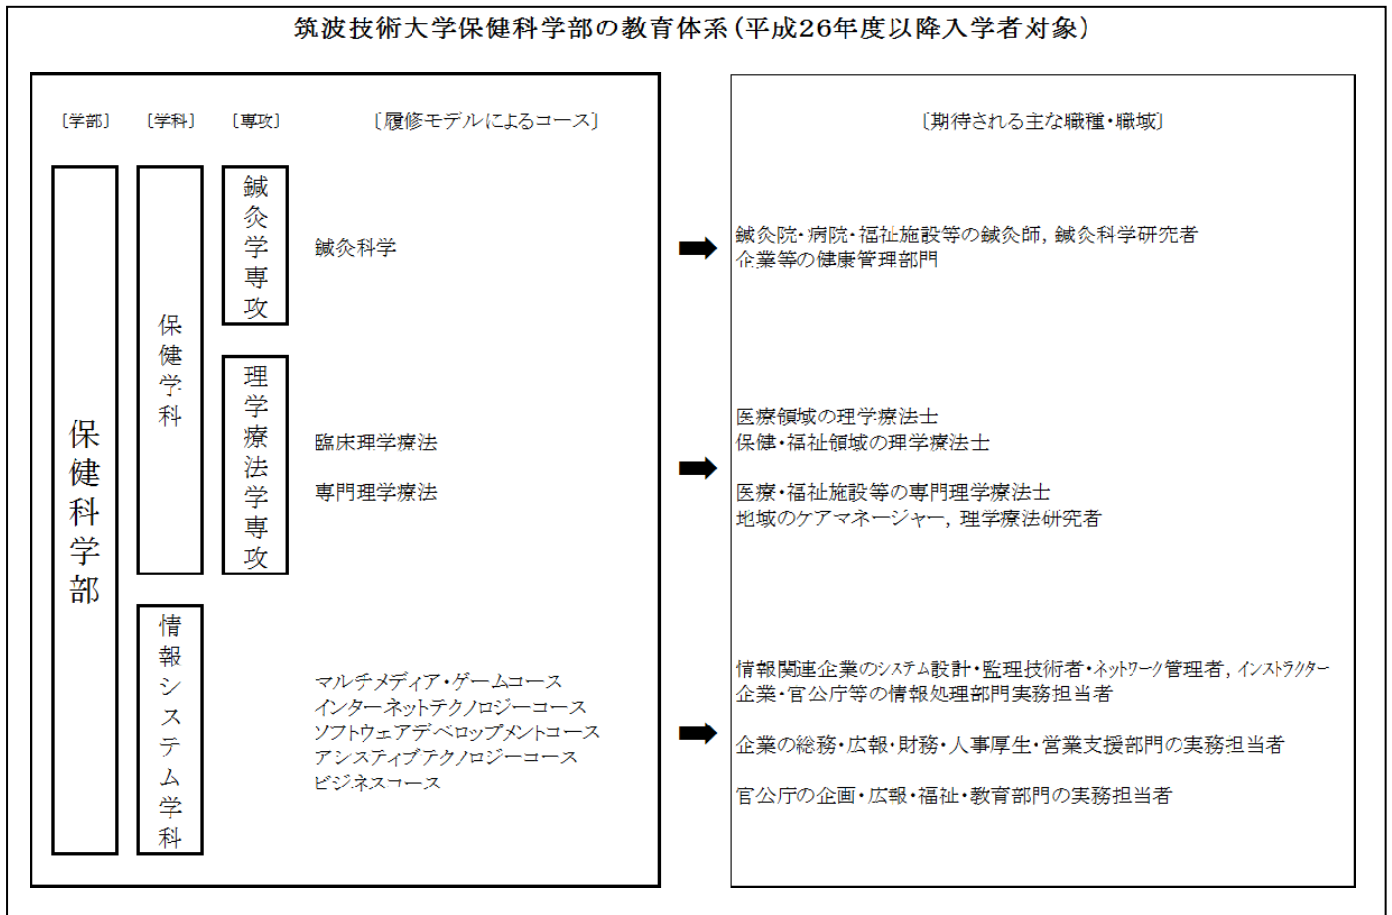 筑波技術大学保健科学部の教育体系(平成26年度以降入学者対象)
〔学部〕 〔学科〕 〔専攻〕 〔履修モデルによるコース〕
保健科学部
保健学科
鍼灸学専攻
鍼灸科学
理学療法学専攻
臨床理学療法
専門理学療法
情報システム学科
マルチメディア・ゲームコース
インターネットテクノロジーコース
ソフトウェアデベロップメントコース
アシスティブテクノロジーコース
ビジネスコース
〔期待される主な職種・職域〕
鍼灸院・病院・福祉施設等の鍼灸師, 鍼灸科学研究者
企業等の健康管理部門
医療領域の理学療法士
保健・福祉領域の理学療法士
医療・福祉施設等の専門理学療法士
地域のケアマネージャー, 理学療法研究者
情報関連企業のシステム設計・監理技術者・ネットワーク管理者, インストラクター
企業・官公庁等の情報処理部門実務担当者
企業の総務・広報・財務・人事厚生・営業支援部門の実務担当者
官公庁の企画・広報・福祉・教育部門の実務担当者